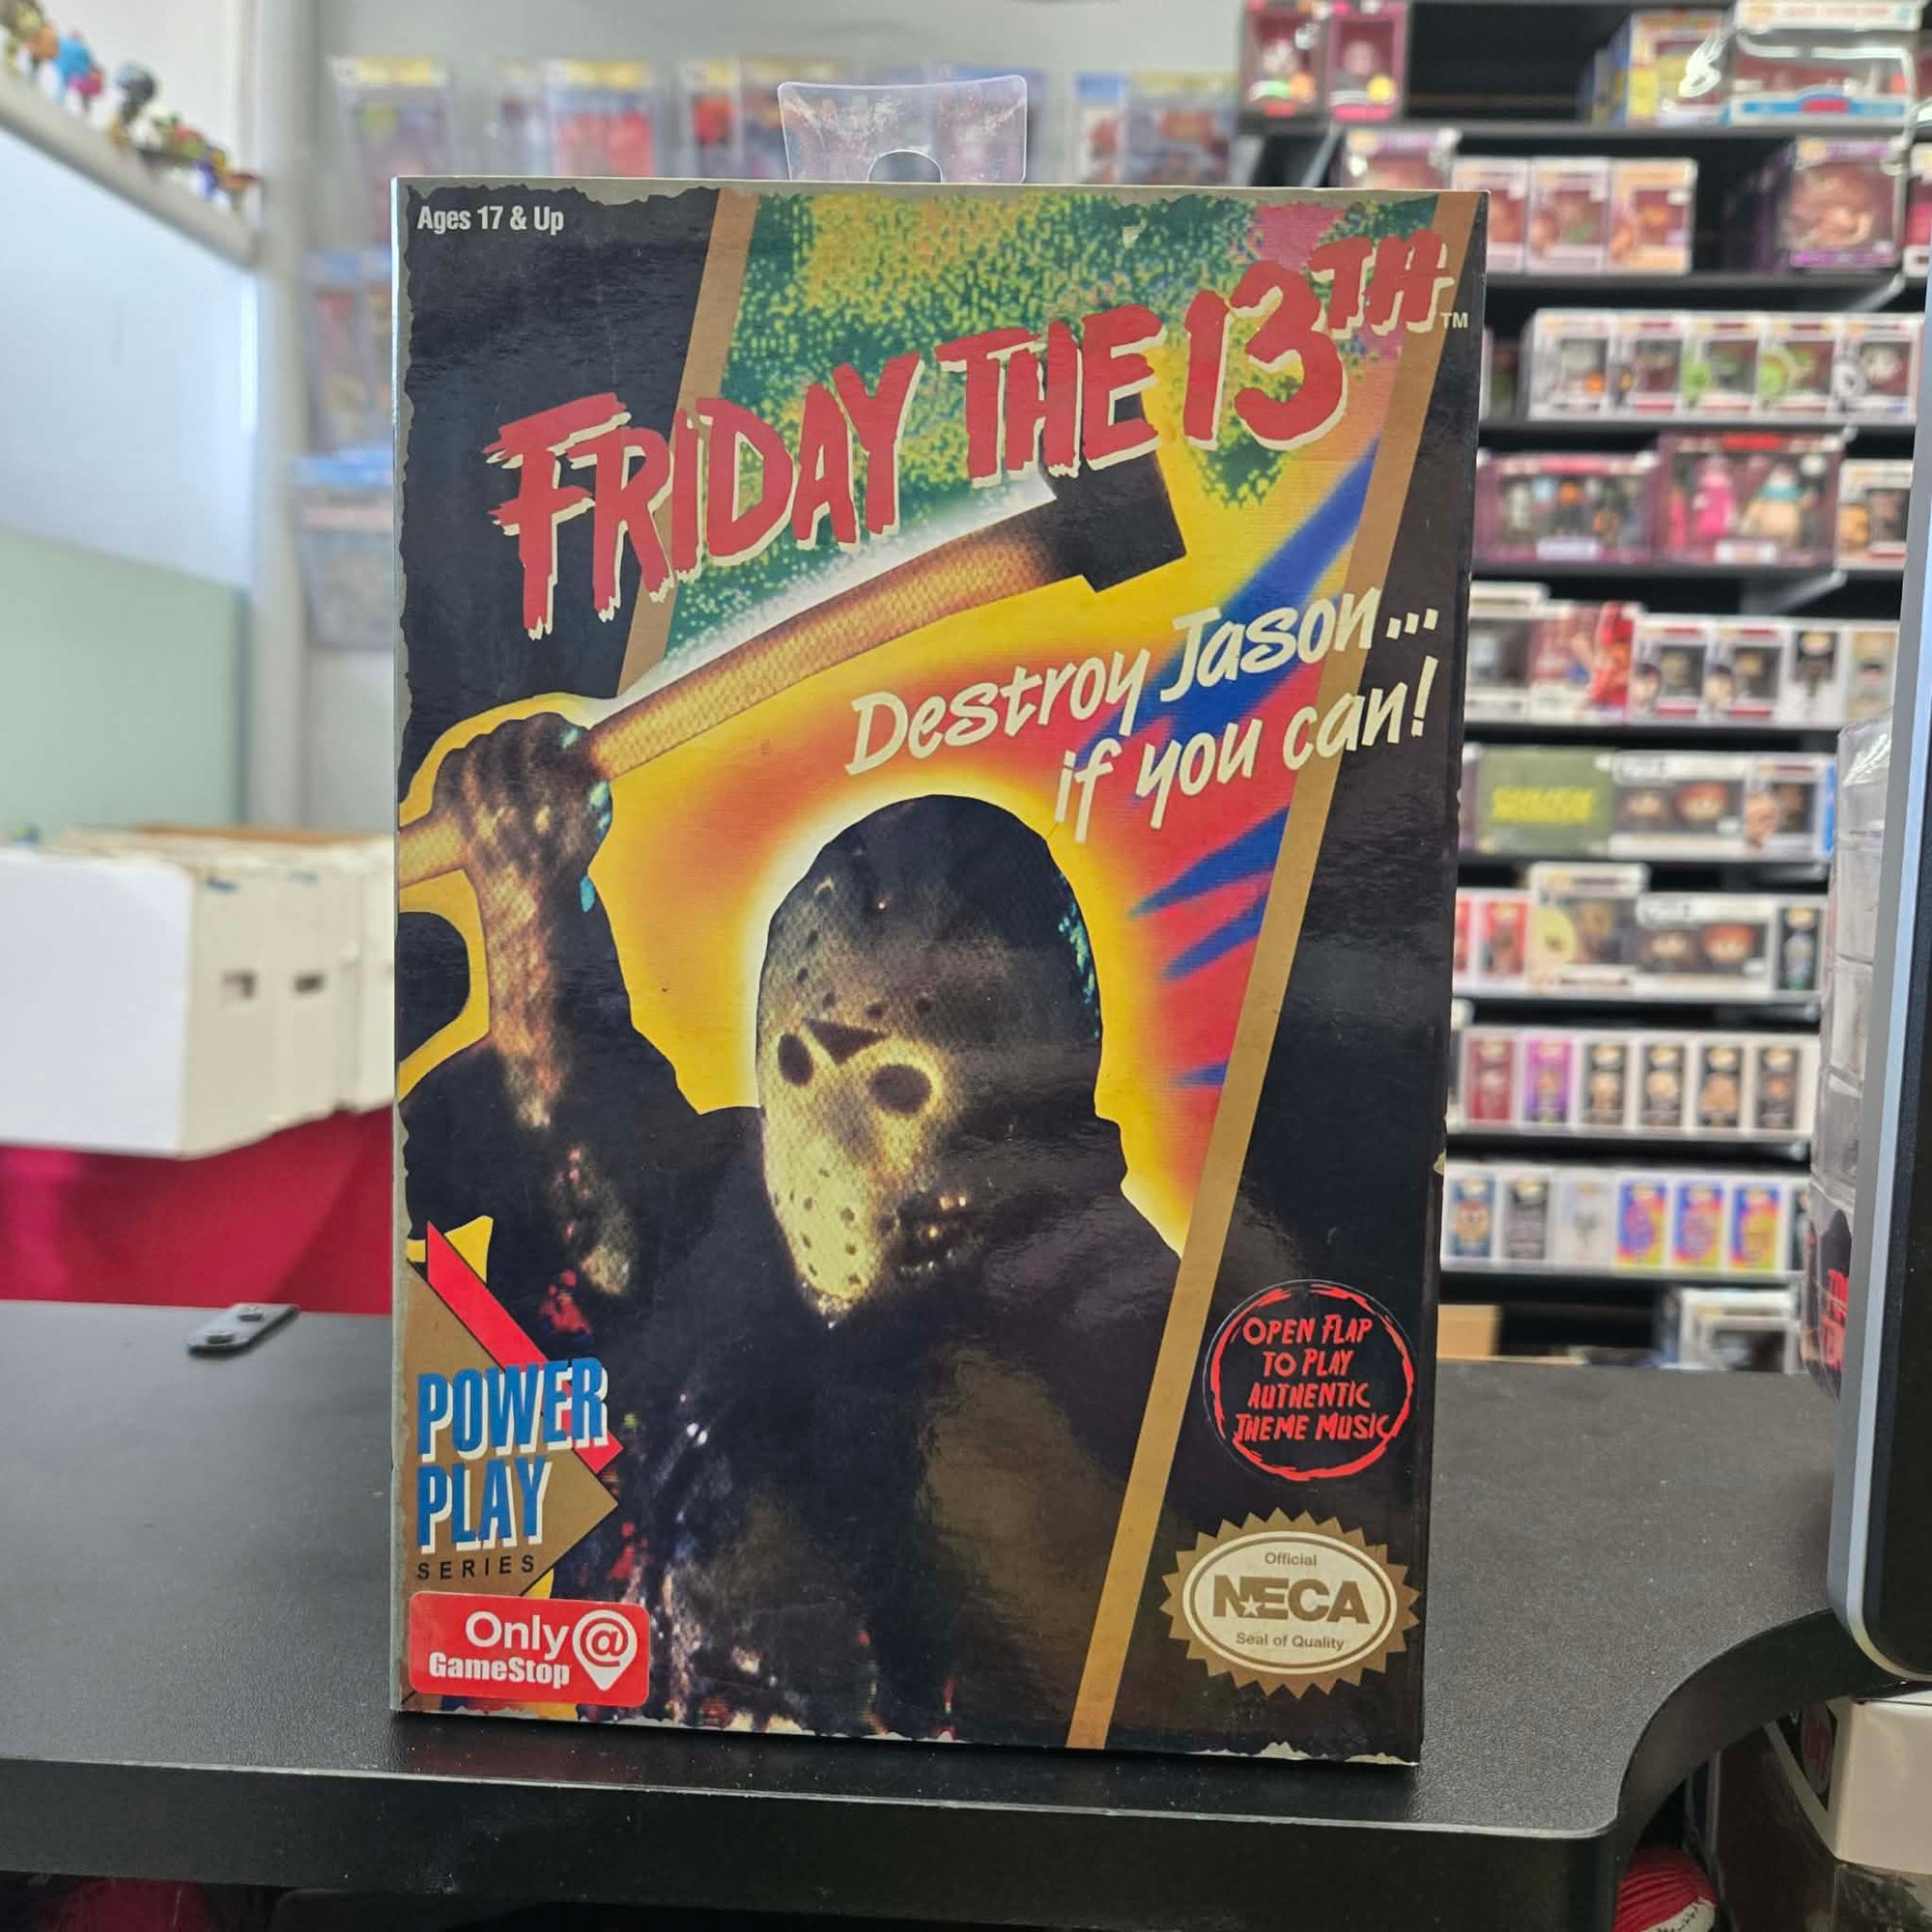 Ages 17 & Up
FRIDAY THE 13TH
TM
Destroy Jason...
if you can!
OPEN FLAP
TO PLAY
AUTHENTIC
THEME MUSIC
POWER
PLAY
SERIES
Only @
GameStop
Official
NECA
Seal of Quality